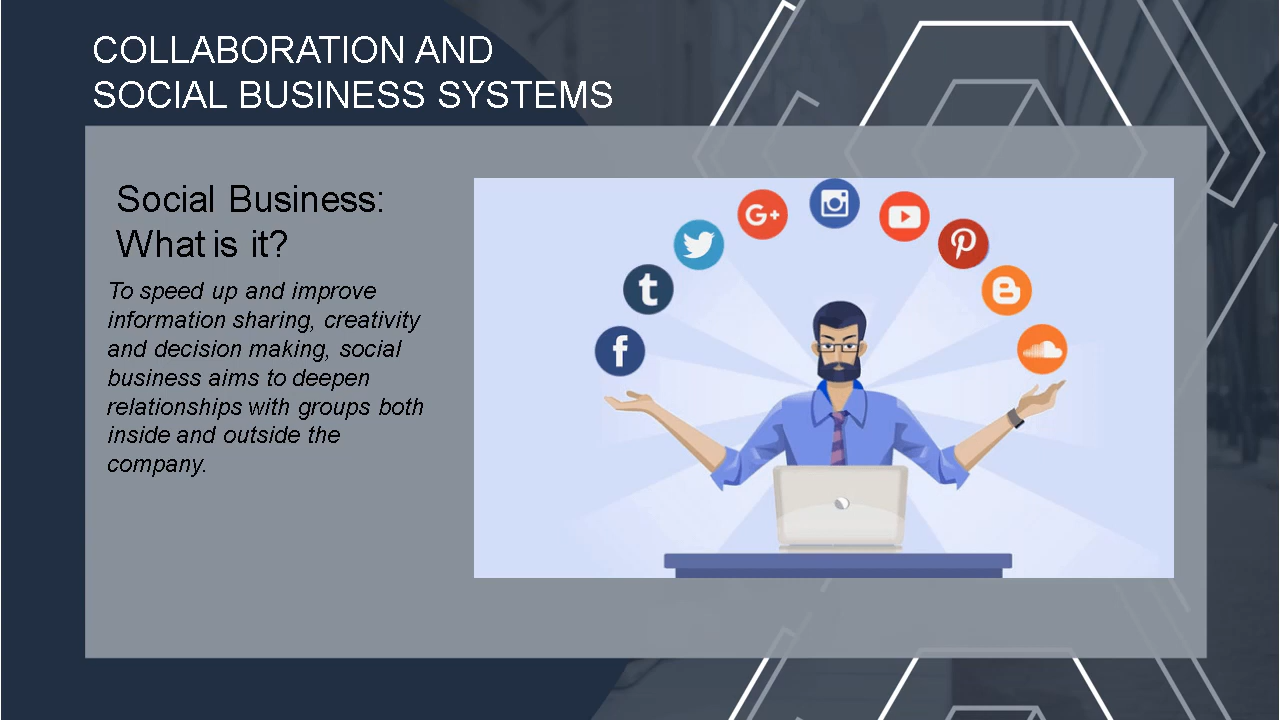 COLLABORATION AND
SOCIAL BUSINESS SYSTEMS
Social Business:
What is it?
To speed up and improve
information sharing, creativity
and decision making, social
business aims to deepen
relationships with groups both
inside and outside the
company.